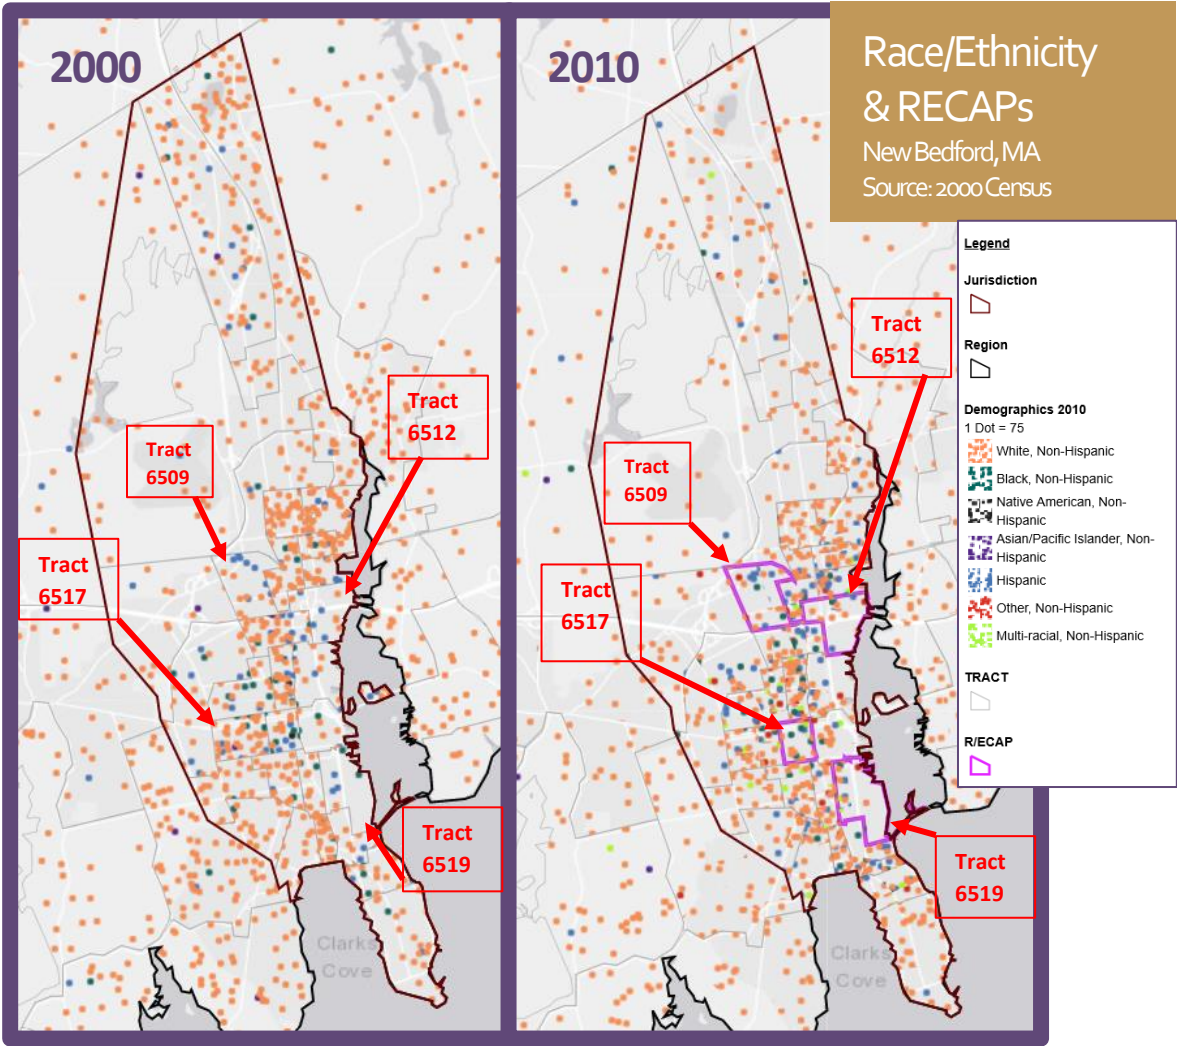 2000
2010
Race/Ethnicity
& RECAPs
New Bedford, MA
Source: 2000 Census
Tract
6512
Tract
6509
Tract
6517
Tract
6519
Clarks
Cove
Tract
6512
Tract
6509
Tract
6517
Tract
6519
Clarks
Cove
Legend
Jurisdiction
Region
Demographics 2010
1 Dot = 75
White, Non-Hispanic
Black, Non-Hispanic
Native American, Non-
Hispanic
Asian/Pacific Islander, Non-
Hispanic
Hispanic
Other, Non-Hispanic
Multi-racial, Non-Hispanic
TRACT
R/ECAP